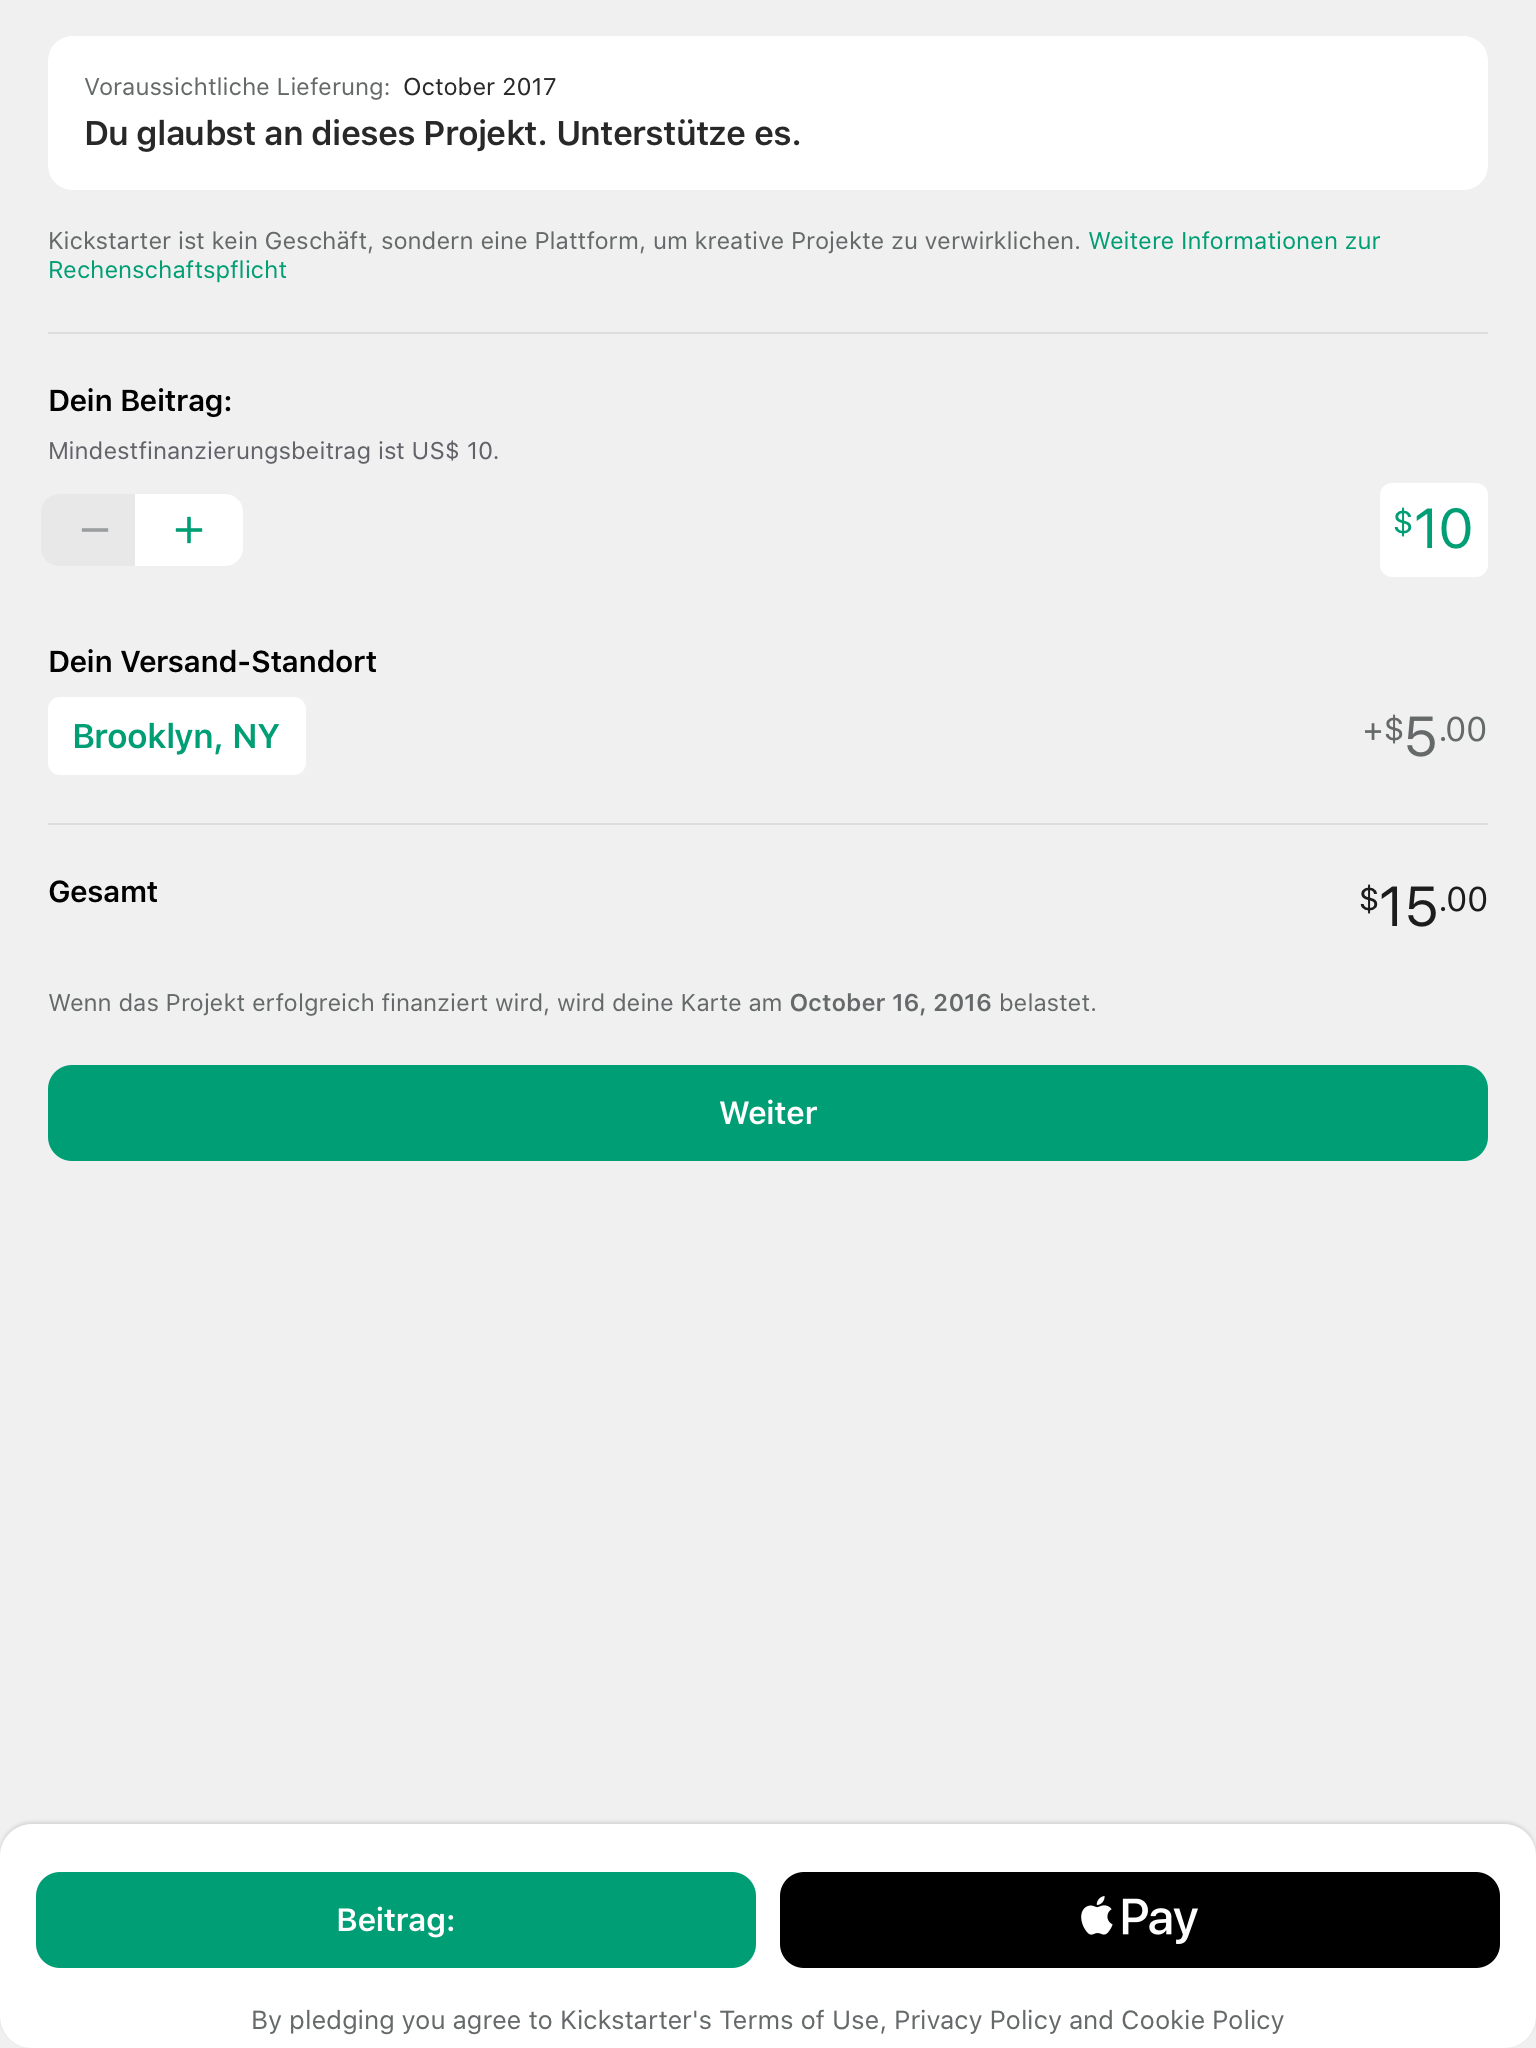 Voraussichtliche Lieferung: October 2017
Du glaubst an dieses Projekt. Unterstütze es.
Kickstarter ist kein Geschäft, sondern eine Plattform, um kreative Projekte zu verwirklichen. Weitere Informationen zur
Rechenschaftspflicht
Dein Beitrag:
Mindestfinanzierungsbeitrag ist US$ 10.
− + $10
Dein Versand-Standort
Brooklyn, NY +$5.00
Gesamt $15.00
Wenn das Projekt erfolgreich finanziert wird, wird deine Karte am October 16, 2016 belastet.
Weiter
Beitrag: Pay
By pledging you agree to Kickstarter's Terms of Use, Privacy Policy and Cookie Policy